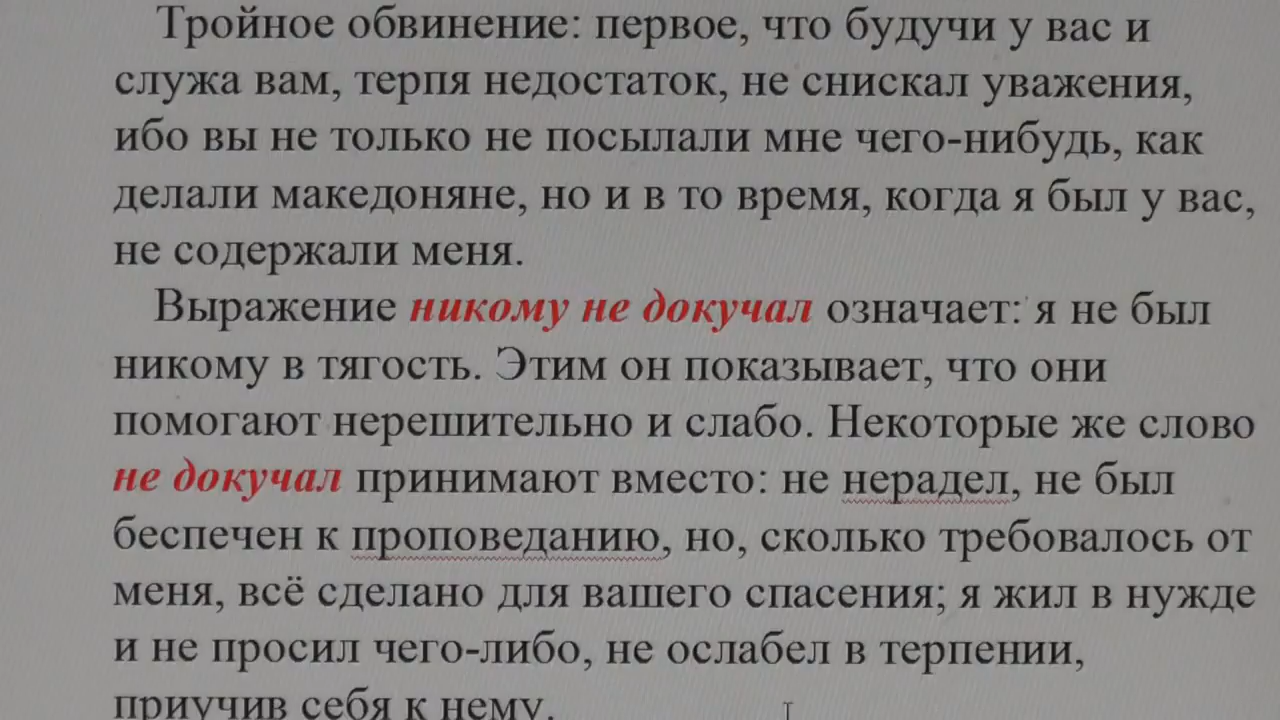 Тройное обвинение: первое, что будучи у вас и
служа вам, терпя недостаток, не снискал уважения,
ибо вы не только не посылали мне чего-нибудь, как
делали македоняне, но и в то время, когда я был у вас,
не содержали меня.
Выражение никому не докучал означает: я не был
никому в тягость. Этим он показывает, что они
помогают нерешительно и слабо. Некоторые же слово
не докучал принимают вместо: не нерадел, не был
беспечен к проповеданию, но, сколько требовалось от
меня, всё сделано для вашего спасения; я жил в нужде
и не просил чего-либо, не ослабел в терпении,
приучив себя к нему.